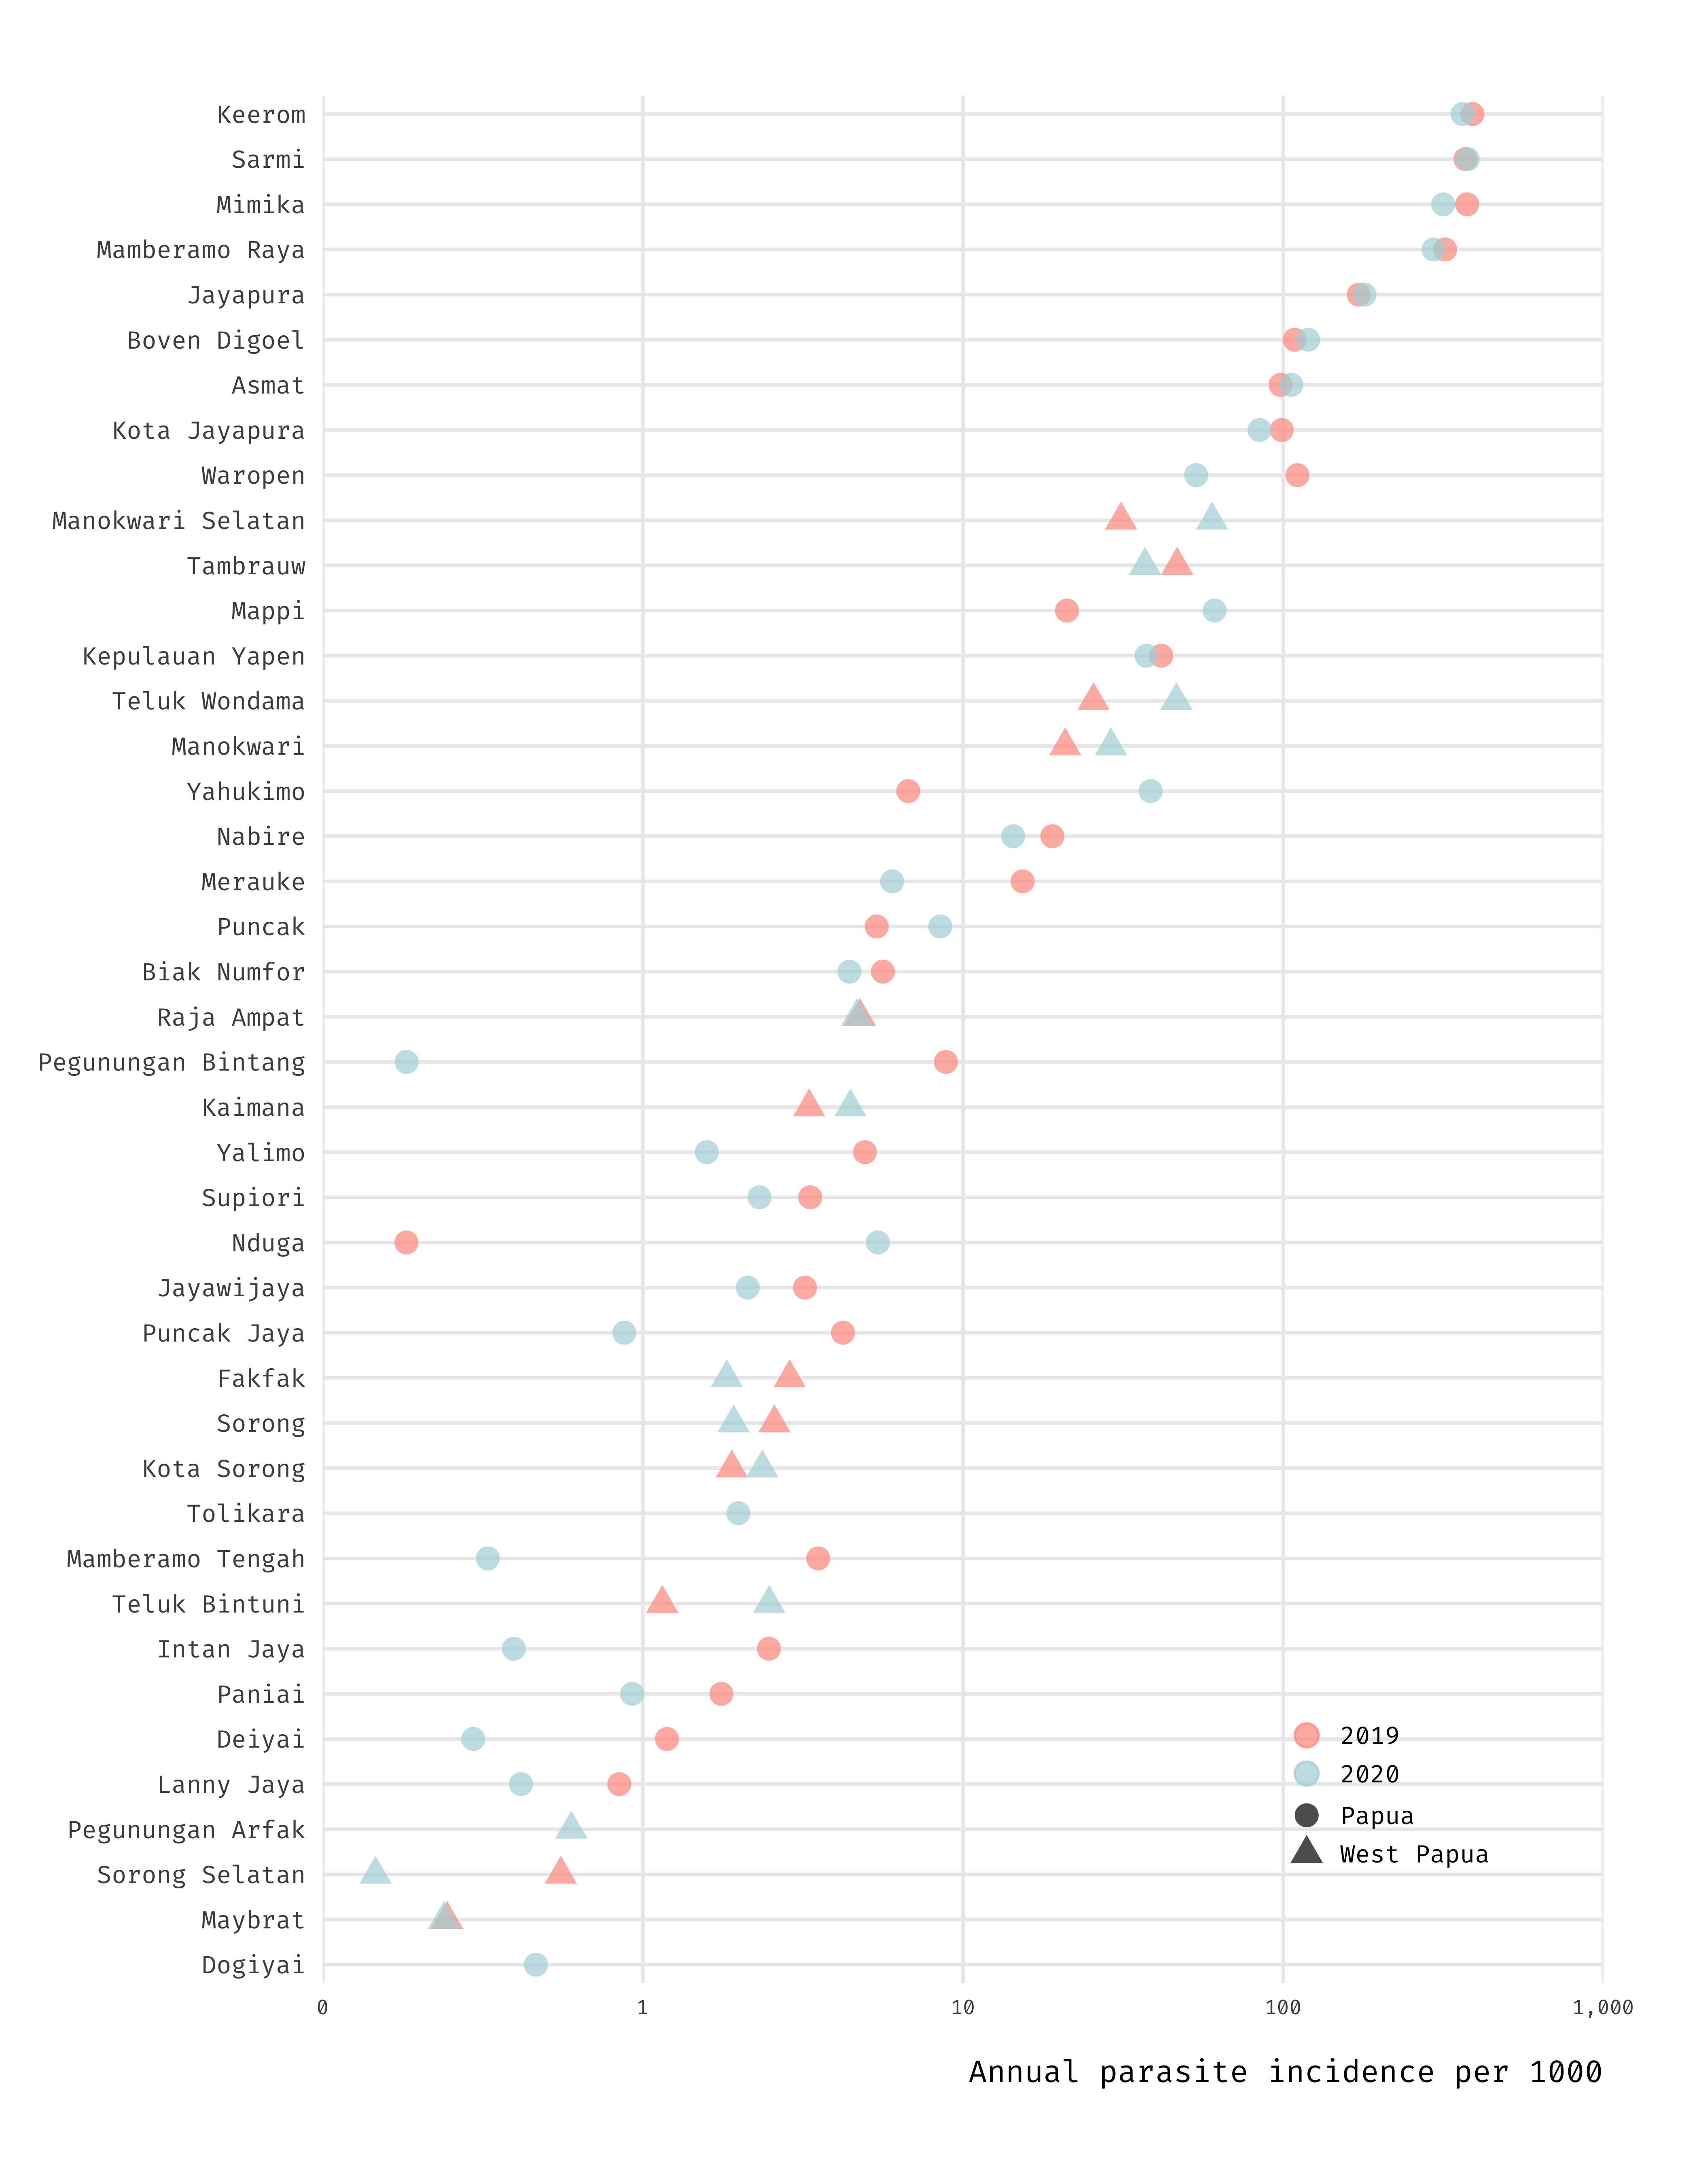 Keerom
Sarmi
Mimika
Mamberamo Raya
Jayapura
Boven Digoel
Asmat
Kota Jayapura
Waropen
Manokwari Selatan
Tambrauw
Mappi
Kepulauan Yapen
Teluk Wondama
Manokwari
Yahukimo
Nabire
Merauke
Puncak
Biak Numfor
Raja Ampat
Pegunungan Bintang
Kaimana
Yalimo
Supiori
Nduga
Jayawijaya
Puncak Jaya
Fakfak
Sorong
Kota Sorong
Tolikara
Mamberamo Tengah
Teluk Bintuni
Intan Jaya
Paniai
Deiyai
Lanny Jaya
Pegunungan Arfak
Sorong Selatan
Maybrat
Dogiyai
2019
2020
Papua
West Papua
0 1 10 100 1,000
Annual parasite incidence per 1000